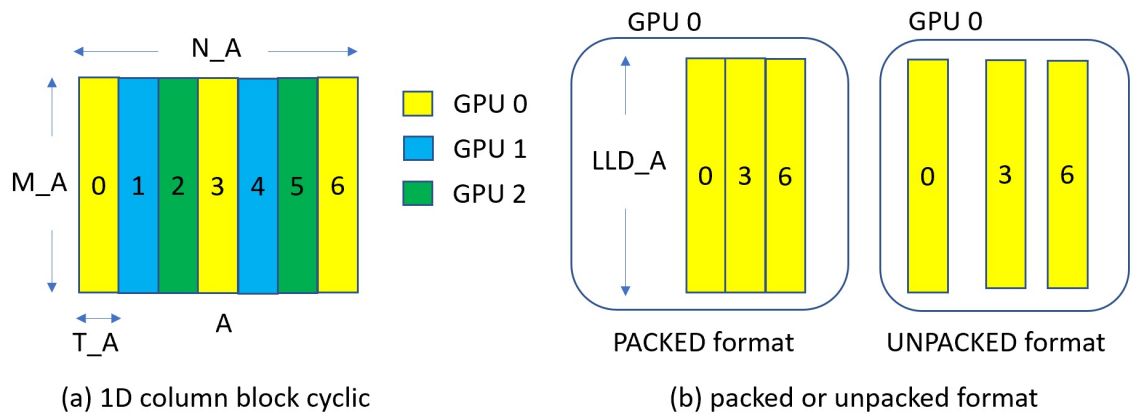 N_A
M_A
0 1 2 3 4 5 6
T_A
A
GPU 0
GPU 1
GPU 2
(a) 1D column block cyclic
GPU 0
LLD_A
0 3 6
PACKED format
GPU 0
0 3 6
UNPACKED format
(b) packed or unpacked format